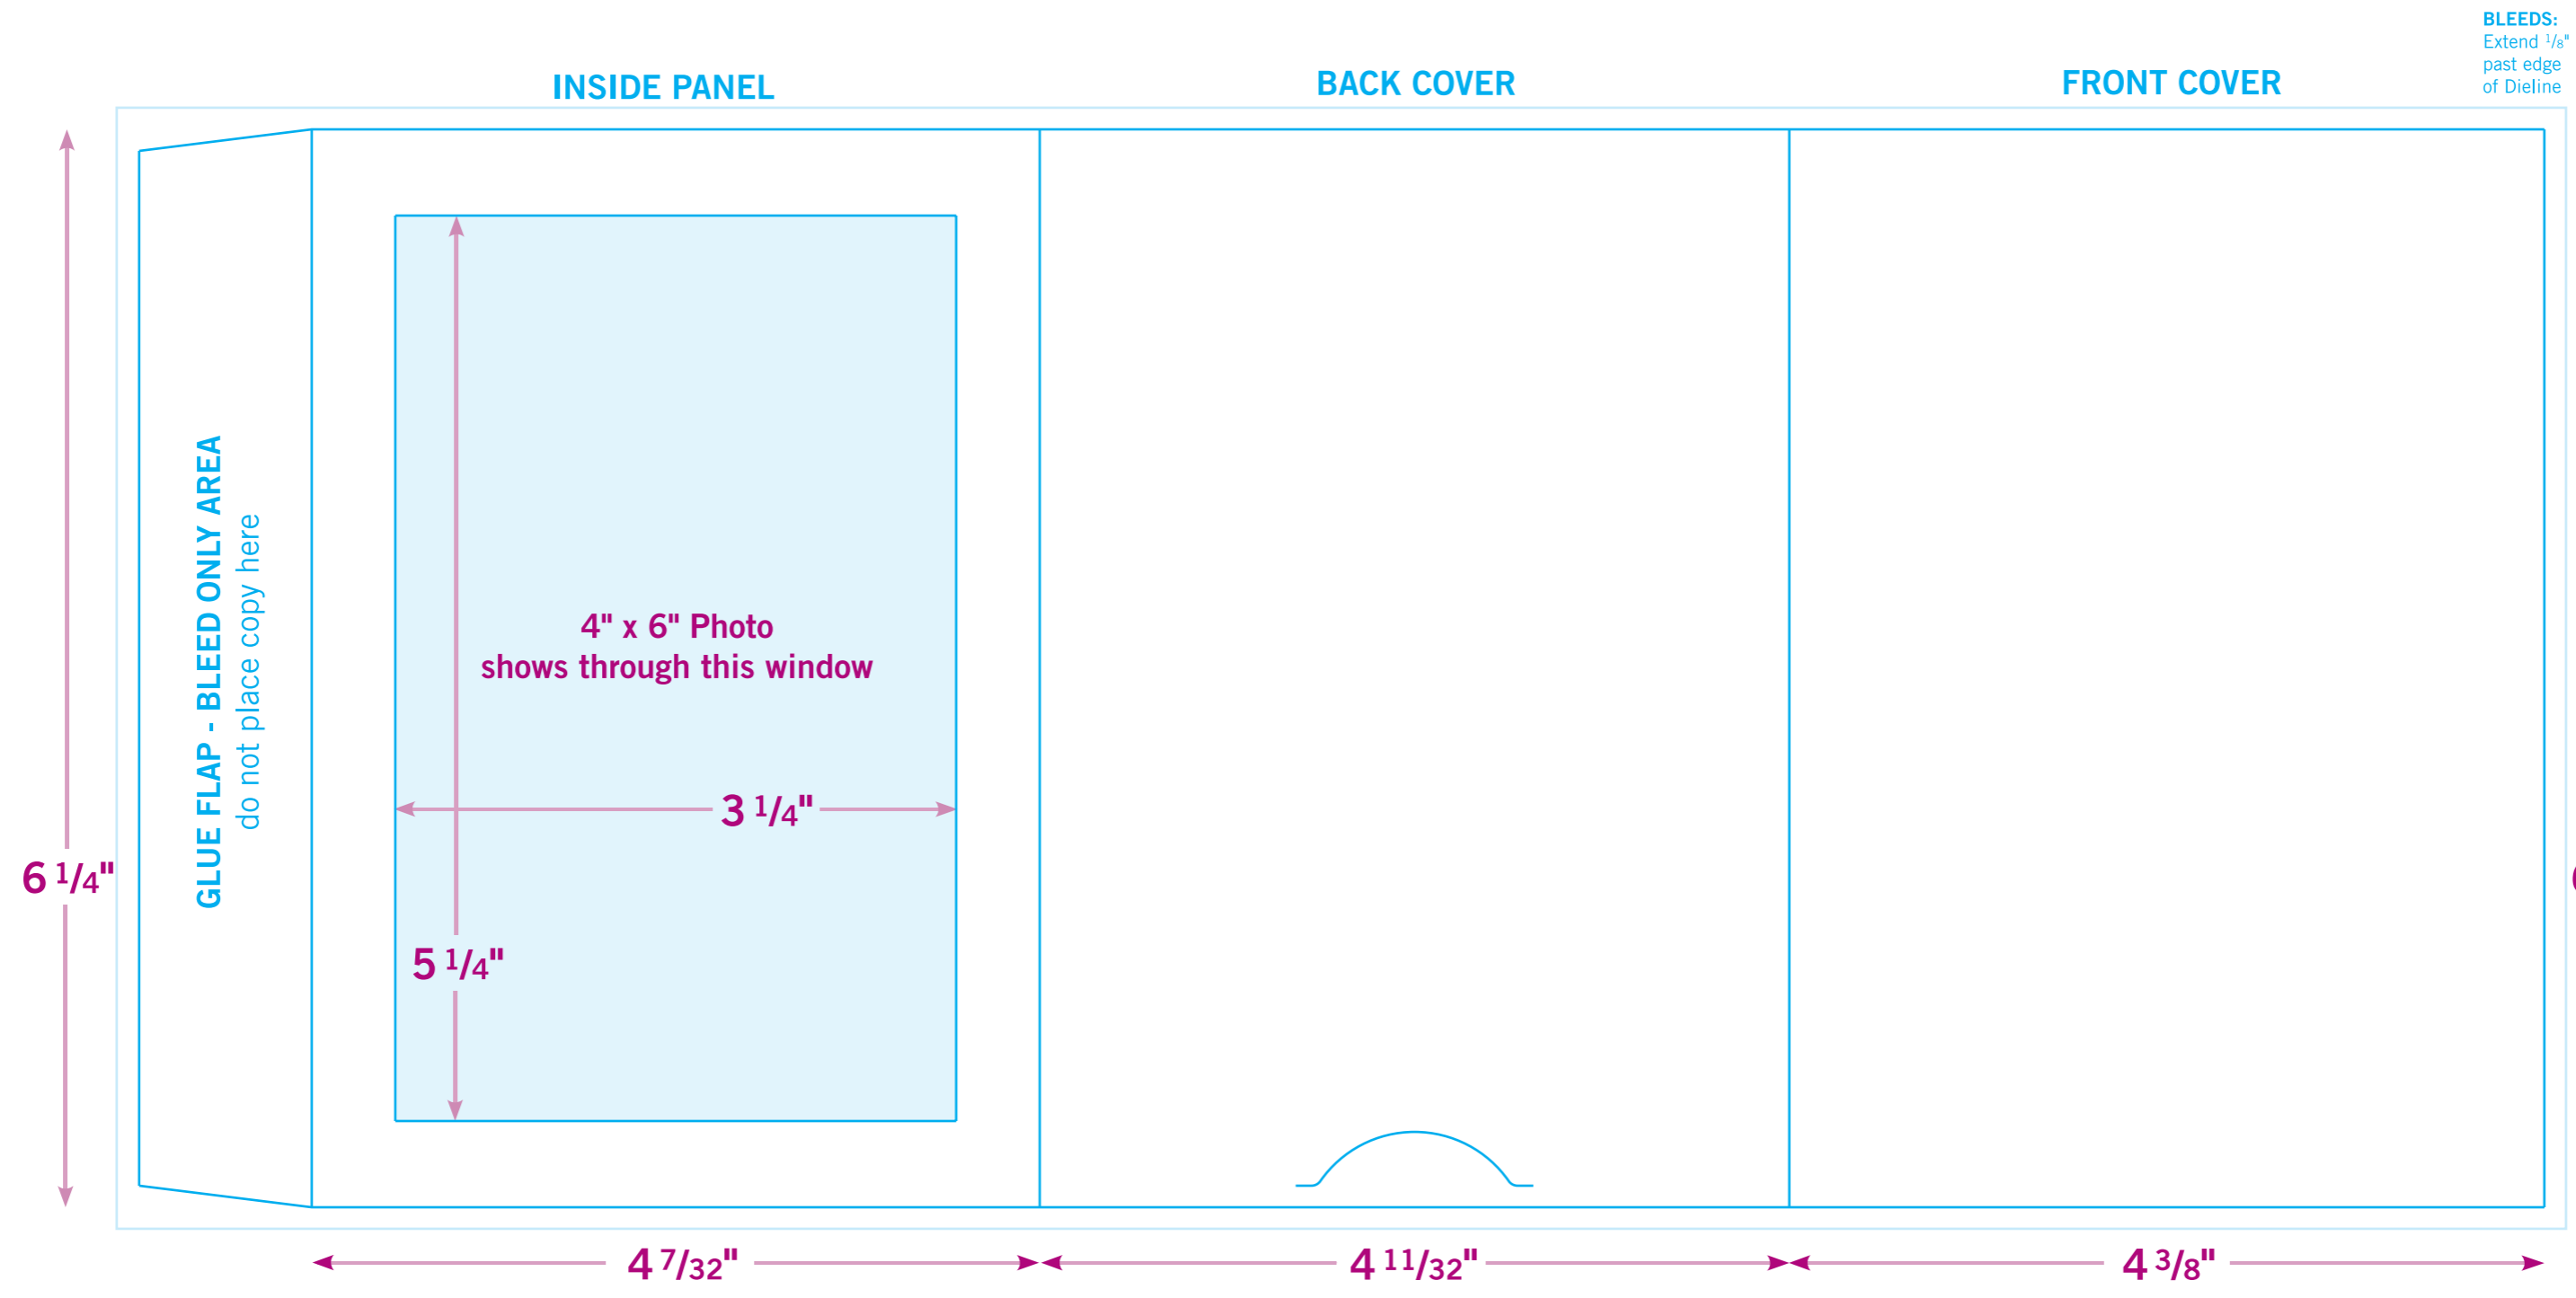 BLEEDS:
Extend 1/8"
past edge
of Dieline
INSIDE PANEL
BACK COVER
FRONT COVER
GLUE FLAP - BLEED ONLY AREA
do not place copy here
4" x 6" Photo
shows through this window
3 1/4"
6 1/4"
5 1/4"
4 7/32"
4 11/32"
4 3/8"